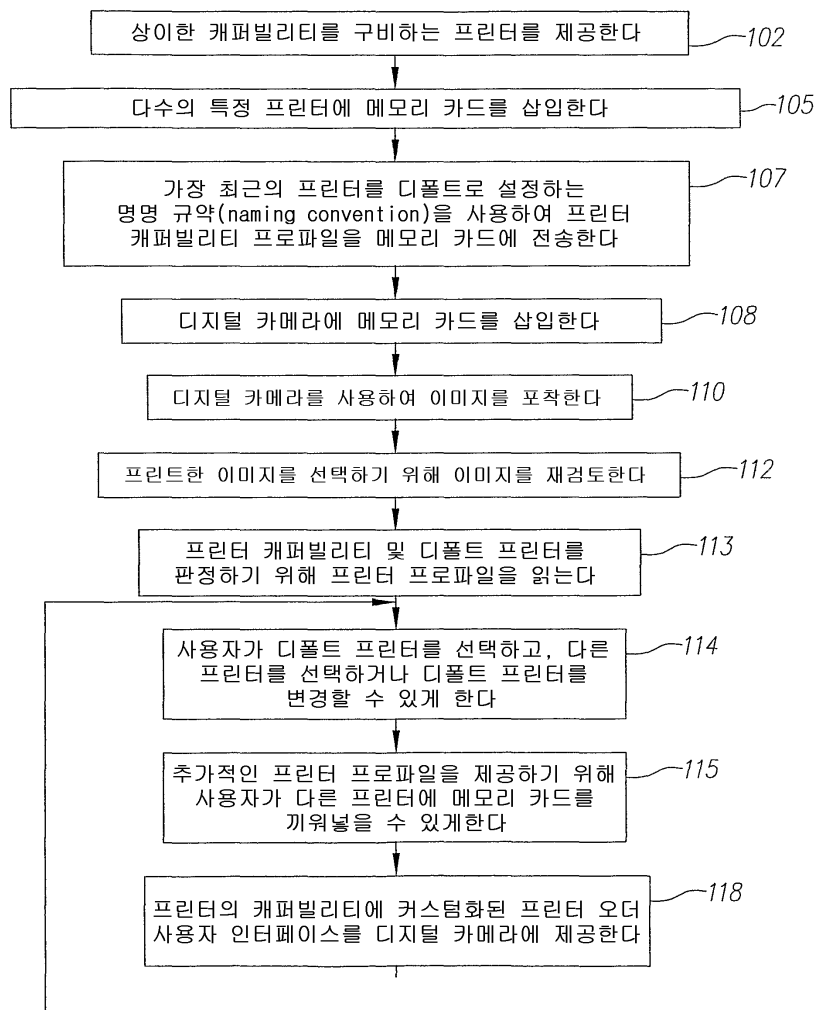 상이한 캐퍼빌리티를 구비하는 프린터를 제공한다
102
다수의 특정 프린터에 메모리 카드를 삽입한다
105
가장 최근의 프린터를 디폴트로 설정하는
명명 규약(naming convention)을 사용하여 프린터
캐퍼빌리티 프로파일을 메모리 카드에 전송한다
107
디지털 카메라에 메모리 카드를 삽입한다
108
디지털 카메라를 사용하여 이미지를 포착한다
110
프린트한 이미지를 선택하기 위해 이미지를 재검토한다
112
프린터 캐퍼빌리티 및 디폴트 프린터를
판정하기 위해 프린터 프로파일을 읽는다
113
사용자가 디폴트 프린터를 선택하고, 다른
프린터를 선택하거나 디폴트 프린터를
변경할 수 있게 한다
114
추가적인 프린터 프로파일을 제공하기 위해
사용자가 다른 프린터에 메모리 카드를
끼워넣을 수 있게한다
115
프린터의 캐퍼빌리티에 커스텀화된 프린터 오더
사용자 인터페이스를 디지털 카메라에 제공한다
118